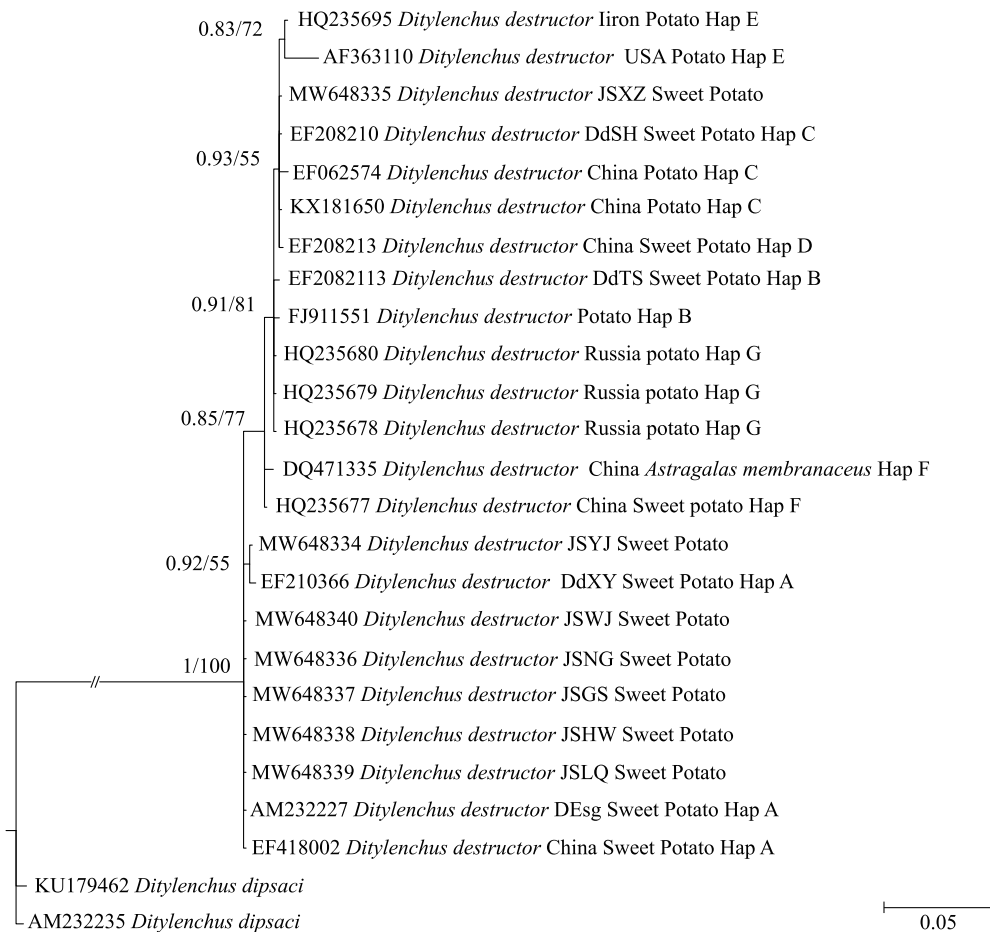 HQ235695 Ditylenchus destructor Iiron Potato Hap E
0.83/72
AF363110 Ditylenchus destructor USA Potato Hap E
MW648335 Ditylenchus destructor JSXZ Sweet Potato
EF208210 Ditylenchus destructor DdSH Sweet Potato Hap C
0.93/55
EF062574 Ditylenchus destructor China Potato Hap C
KX181650 Ditylenchus destructor China Potato Hap C
EF208213 Ditylenchus destructor China Sweet Potato Hap D
EF2082113 Ditylenchus destructor DdTS Sweet Potato Hap B
0.91/81
FJ911551 Ditylenchus destructor Potato Hap B
HQ235680 Ditylenchus destructor Russia potato Hap G
HQ235679 Ditylenchus destructor Russia potato Hap G
0.85/77
HQ235678 Ditylenchus destructor Russia potato Hap G
DQ471335 Ditylenchus destructor China Astragalas membranaceus Hap F
HQ235677 Ditylenchus destructor China Sweet potato Hap F
MW648334 Ditylenchus destructor JSYJ Sweet Potato
0.92/55
EF210366 Ditylenchus destructor DdXY Sweet Potato Hap A
MW648340 Ditylenchus destructor JSWJ Sweet Potato
MW648336 Ditylenchus destructor JSNG Sweet Potato
1/100
MW648337 Ditylenchus destructor JSGS Sweet Potato
MW648338 Ditylenchus destructor JSHW Sweet Potato
MW648339 Ditylenchus destructor JSLQ Sweet Potato
AM232227 Ditylenchus destructor DEsg Sweet Potato Hap A
EF418002 Ditylenchus destructor China Sweet Potato Hap A
KU179462 Ditylenchus dipsaci
AM232235 Ditylenchus dipsaci
0.05